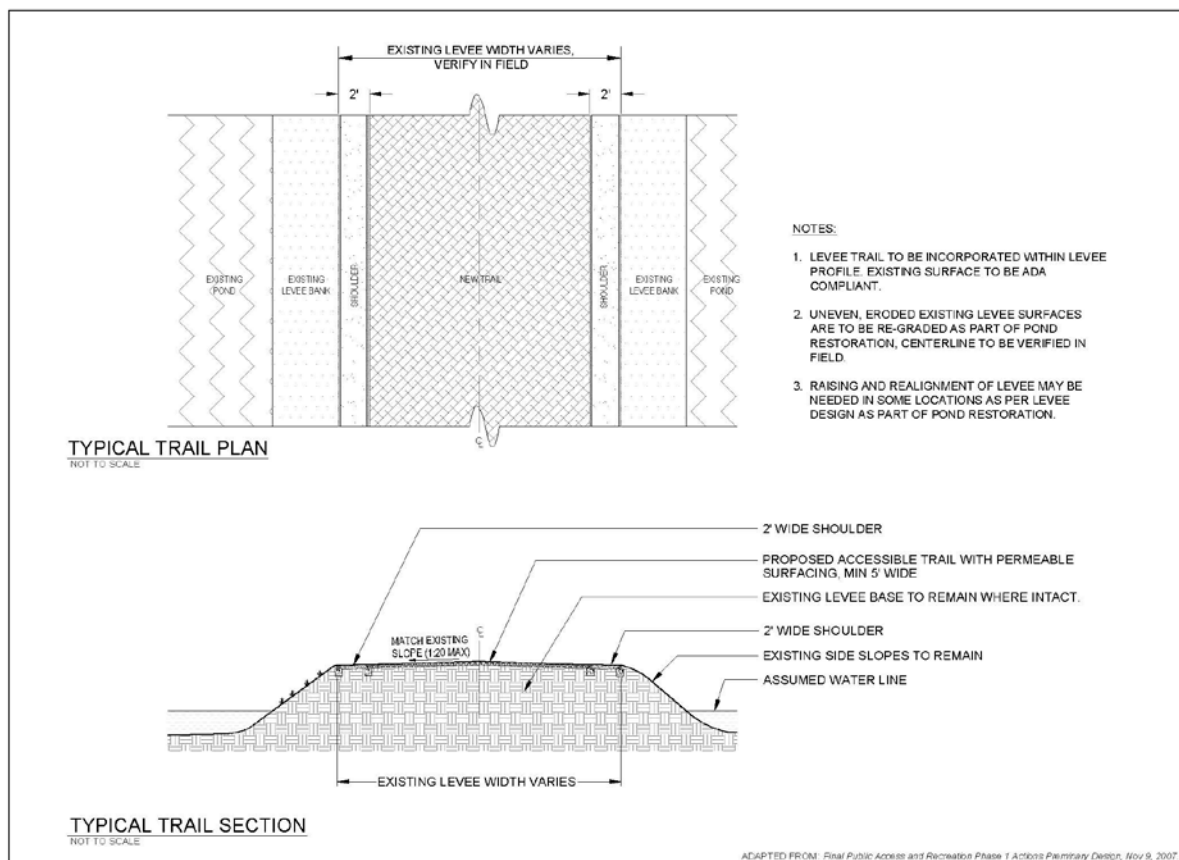 EXISTING LEVEE WIDTH VARIES,
VERIFY IN FIELD
2'
2'
EXISTING
POND
EXISTING
LEVEE BANK
SHOULDER
NEW TRAIL
SHOULDER
EXISTING
LEVEE BANK
EXISTING
POND
℄
TYPICAL TRAIL PLAN
NOT TO SCALE
NOTES:
1. LEVEE TRAIL TO BE INCORPORATED WITHIN LEVEE
PROFILE. EXISTING SURFACE TO BE ADA
COMPLIANT.
2. UNEVEN, ERODED EXISTING LEVEE SURFACES
ARE TO BE RE-GRADED AS PART OF POND
RESTORATION, CENTERLINE TO BE VERIFIED IN
FIELD.
3. RAISING AND REALIGNMENT OF LEVEE MAY BE
NEEDED IN SOME LOCATIONS AS PER LEVEE
DESIGN AS PART OF POND RESTORATION.
2' WIDE SHOULDER
PROPOSED ACCESSIBLE TRAIL WITH PERMEABLE
SURFACING, MIN 5' WIDE
EXISTING LEVEE BASE TO REMAIN WHERE INTACT.
2' WIDE SHOULDER
EXISTING SIDE SLOPES TO REMAIN
ASSUMED WATER LINE
℄
MATCH EXISTING
SLOPE (1:20 MAX)
EXISTING LEVEE WIDTH VARIES
TYPICAL TRAIL SECTION
NOT TO SCALE
ADAPTED FROM: Final Public Access and Recreation Phase 1 Actions Preminary Design, Nov 9, 2007.